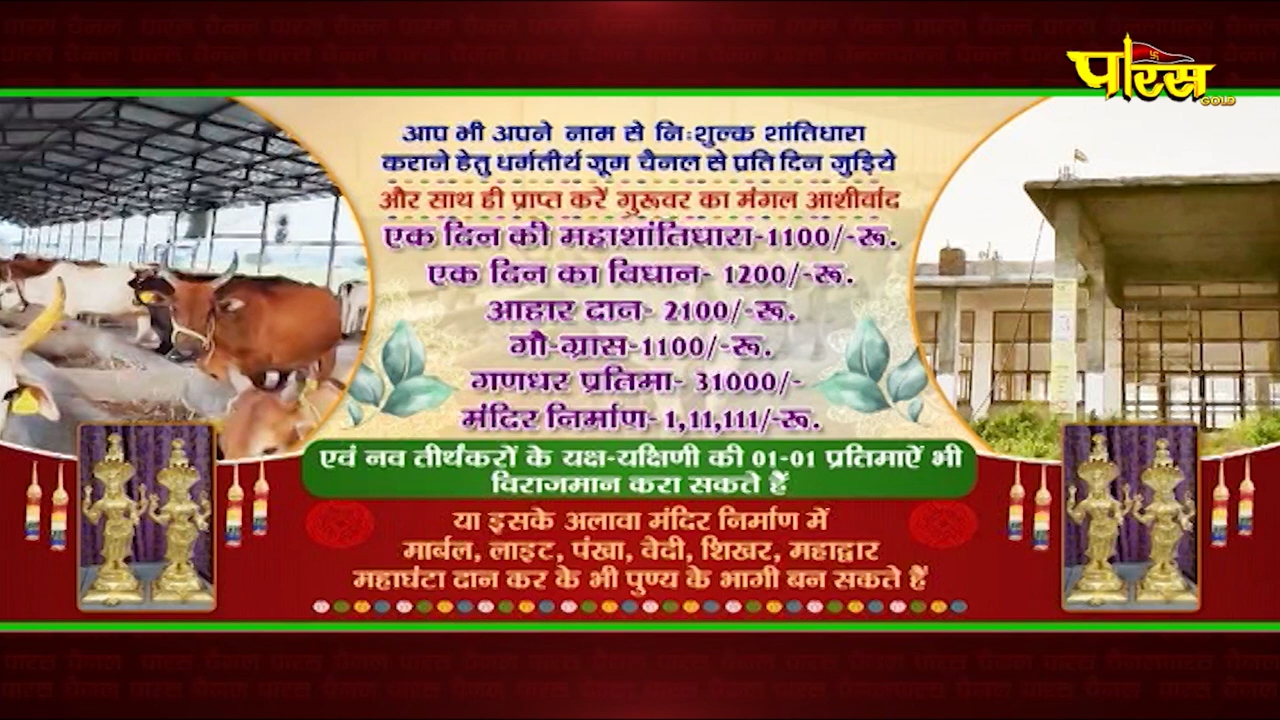 पारस
GOLD
आप भी अपने नाम से निःशुल्क शांतिधारा
कराने हेतु धर्मतीर्थ जूम चैनल से प्रति दिन जुड़िये
और साथ ही प्राप्त करें गुरूवर का मंगल आशीर्वाद
एक दिन की महाशांतिधारा-1100/-रू.
एक दिन का विधान- 1200/-रू.
आहार दान- 2100/-रू.
गौ-ग्रास-1100/-रू.
गणधर प्रतिमा- 31000/-
मंदिर निर्माण- 1,11,111/-रू.
एवं नव तीर्थकरों के यक्ष-यक्षिणी की 01-01 प्रतिमाऐं भी
विराजमान करा सकते हैं
या इसके अलावा मंदिर निर्माण में
मार्बल, लाइट, पंखा, वेदी, शिखर, महाद्वार
महाघंटा दान कर के भी पुण्य के भागी बन सकते हैं